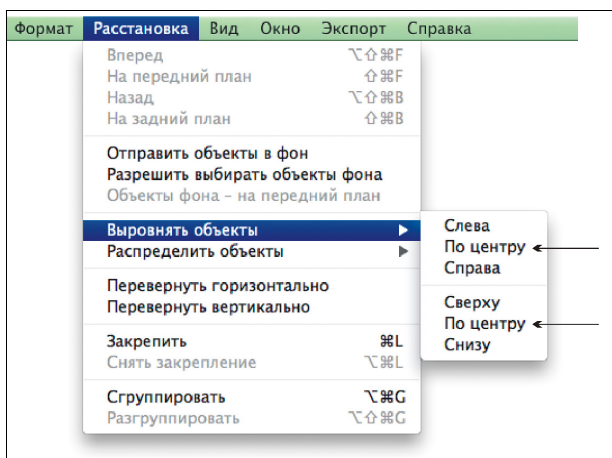 Формат Расстановка Вид Окно Экспорт Справка
Вперед ⌥⇧⌘F
На передний план ⇧⌘F
Назад ⌥⇧⌘B
На задний план ⇧⌘B
Отправить объекты в фон
Разрешить выбирать объекты фона
Объекты фона – на передний план
Выровнять объекты ▶
Распределить объекты ▶
Перевернуть горизонтально
Перевернуть вертикально
Закрепить ⌘L
Снять закрепление ⌥⌘L
Сгруппировать ⌥⌘G
Разгруппировать ⌥⇧⌘G
Слева
По центру
Справа
Сверху
По центру
Снизу